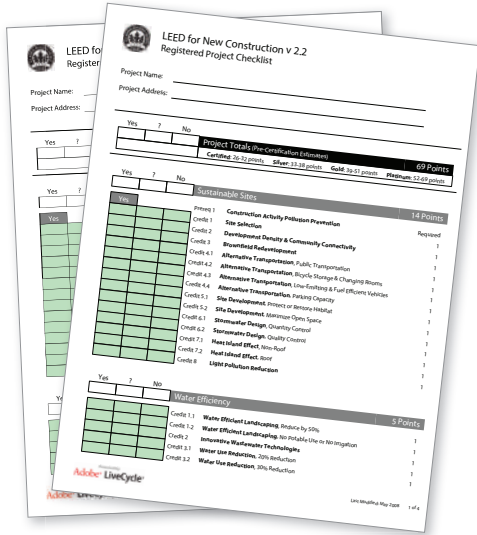 LEED for New Construction v 2.2
Registered Project Checklist
Project Name:
Project Address:
Yes ? No
Project Totals (Pre-Certification Estimates) 69 Points
Certified: 26-32 points Silver: 33-38 points Gold: 39-51 points Platinum: 52-69 points
Yes ? No
Sustainable Sites 14 Points
Yes
Prereq 1 Construction Activity Pollution Prevention Required
Credit 1 Site Selection 1
Credit 2 Development Density & Community Connectivity 1
Credit 3 Brownfield Redevelopment 1
Credit 4.1 Alternative Transportation, Public Transportation 1
Credit 4.2 Alternative Transportation, Bicycle Storage & Changing Rooms 1
Credit 4.3 Alternative Transportation, Low-Emitting & Fuel Efficient Vehicles 1
Credit 4.4 Alternative Transportation, Parking Capacity 1
Credit 5.1 Site Development, Protect or Restore Habitat 1
Credit 5.2 Site Development, Maximize Open Space 1
Credit 6.1 Stormwater Design, Quantity Control 1
Credit 6.2 Stormwater Design, Quality Control 1
Credit 7.1 Heat Island Effect, Non-Roof 1
Credit 7.2 Heat Island Effect, Roof 1
Credit 8 Light Pollution Reduction 1
Yes ? No
Water Efficiency 5 Points
Credit 1.1 Water Efficient Landscaping, Reduce by 50% 1
Credit 1.2 Water Efficient Landscaping, No Potable Use or No Irrigation 1
Credit 2 Innovative Wastewater Technologies 1
Credit 3.1 Water Use Reduction, 20% Reduction 1
Credit 3.2 Water Use Reduction, 30% Reduction 1
Adobe LiveCycle
Last Modified: May 2008 1 of 4
LEED for
Register
Project Name:
Project Address:
Yes ?
Yes ?
Yes